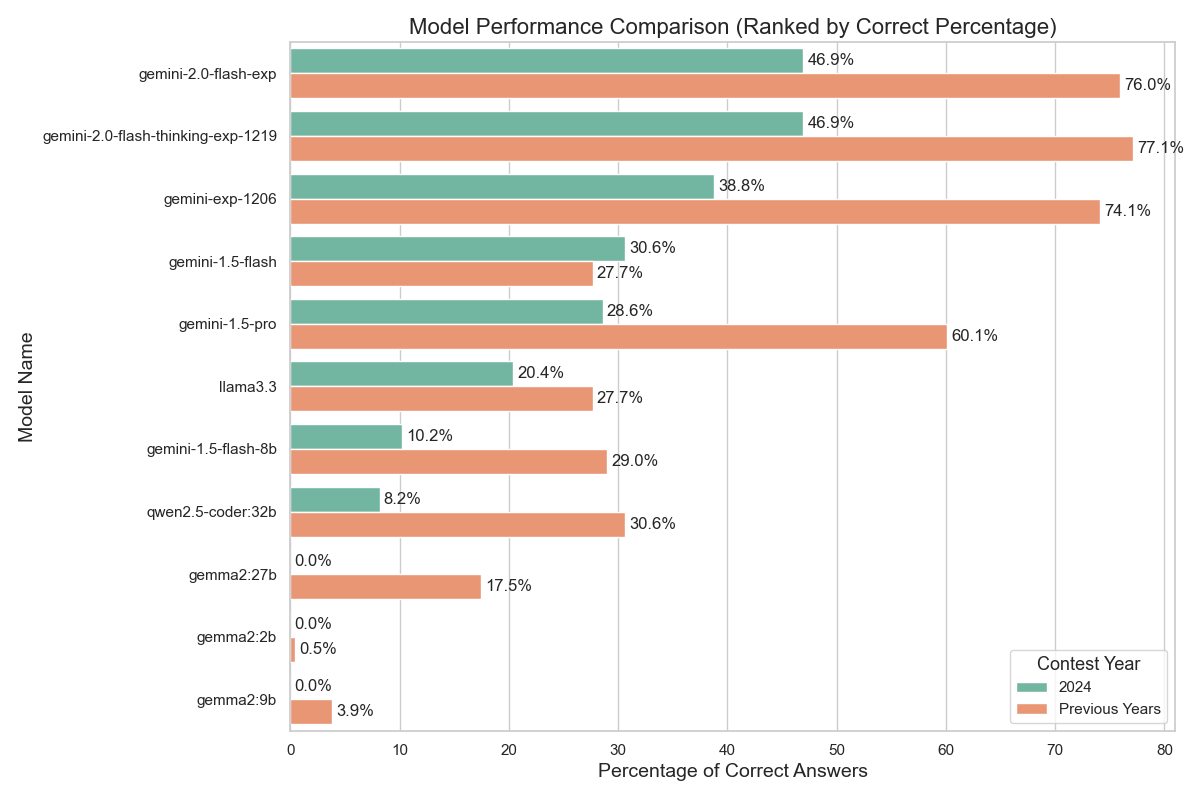 Model Performance Comparison (Ranked by Correct Percentage)
Model Name
gemini-2.0-flash-exp
46.9%
76.0%
gemini-2.0-flash-thinking-exp-1219
46.9%
77.1%
gemini-exp-1206
38.8%
74.1%
gemini-1.5-flash
30.6%
27.7%
gemini-1.5-pro
28.6%
60.1%
llama3.3
20.4%
27.7%
gemini-1.5-flash-8b
10.2%
29.0%
qwen2.5-coder:32b
8.2%
30.6%
gemma2:27b
0.0%
17.5%
gemma2:2b
0.0%
0.5%
gemma2:9b
0.0%
3.9%
Contest Year
2024
Previous Years
0 10 20 30 40 50 60 70 80
Percentage of Correct Answers